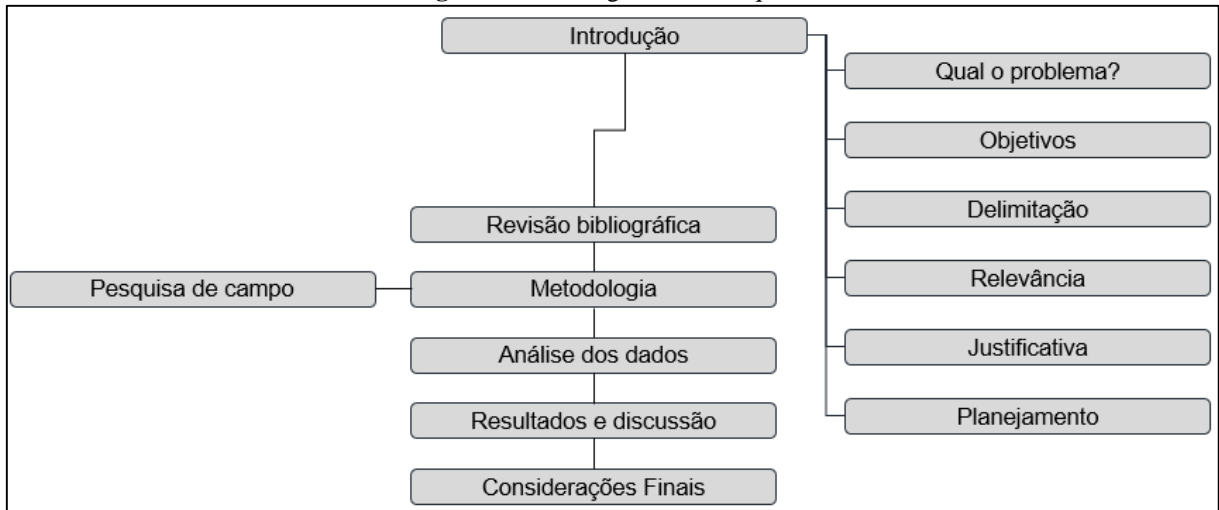 Introdução
Qual o problema?
Objetivos
Delimitação
Relevância
Justificativa
Planejamento
Revisão bibliográfica
Pesquisa de campo
Metodologia
Análise dos dados
Resultados e discussão
Considerações Finais